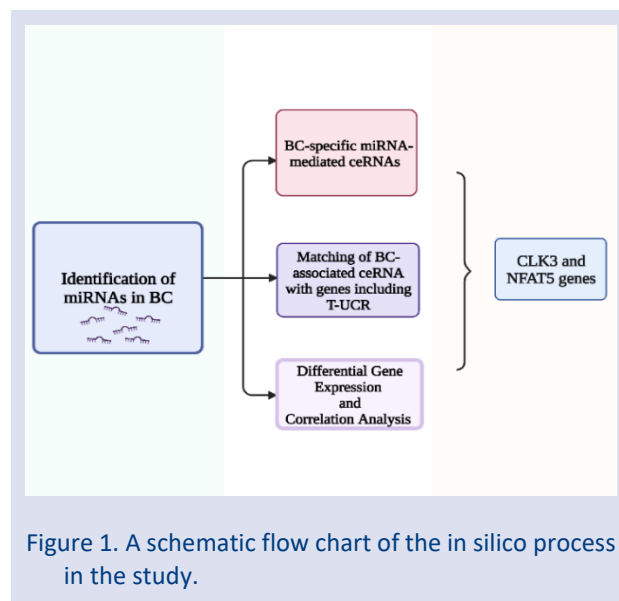 Identification of
miRNAs in BC
BC-specific miRNA-
mediated ceRNAs
Matching of BC-
associated ceRNA
with genes including
T-UCR
Differential Gene
Expression
and
Correlation Analysis
CLK3 and
NFAT5 genes
Figure 1. A schematic flow chart of the in silico process
in the study.